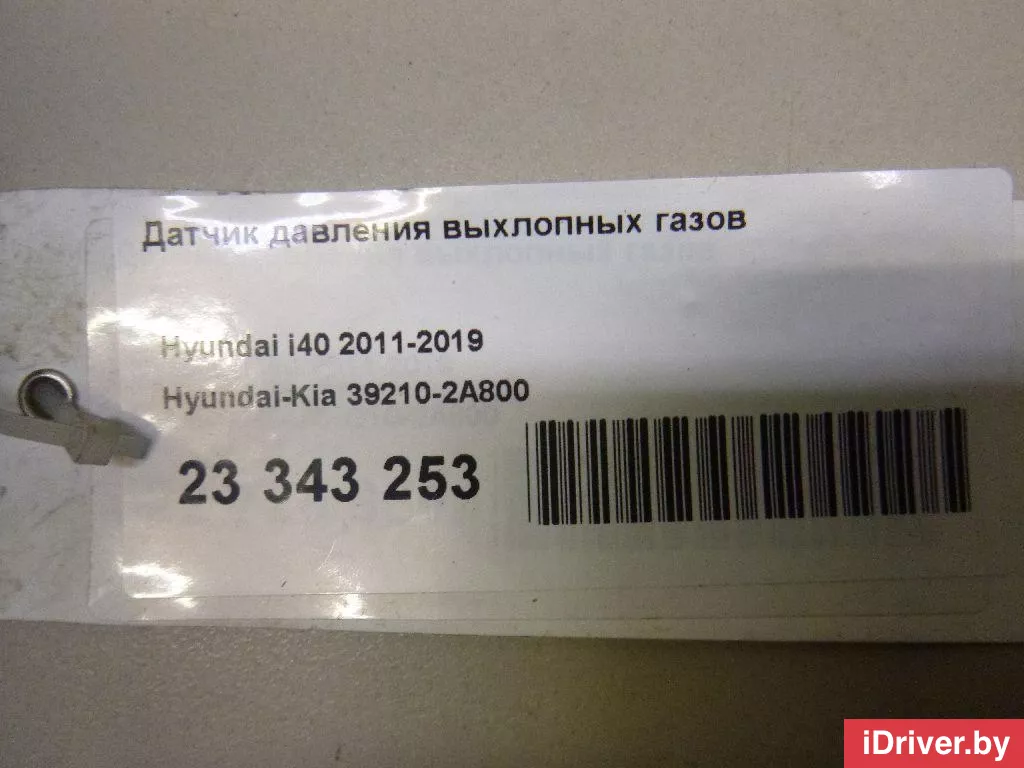 Датчик давления выхлопных газов
Hyundai i40 2011-2019
Hyundai-Kia 39210-2A800
23 343 253
iDriver.by